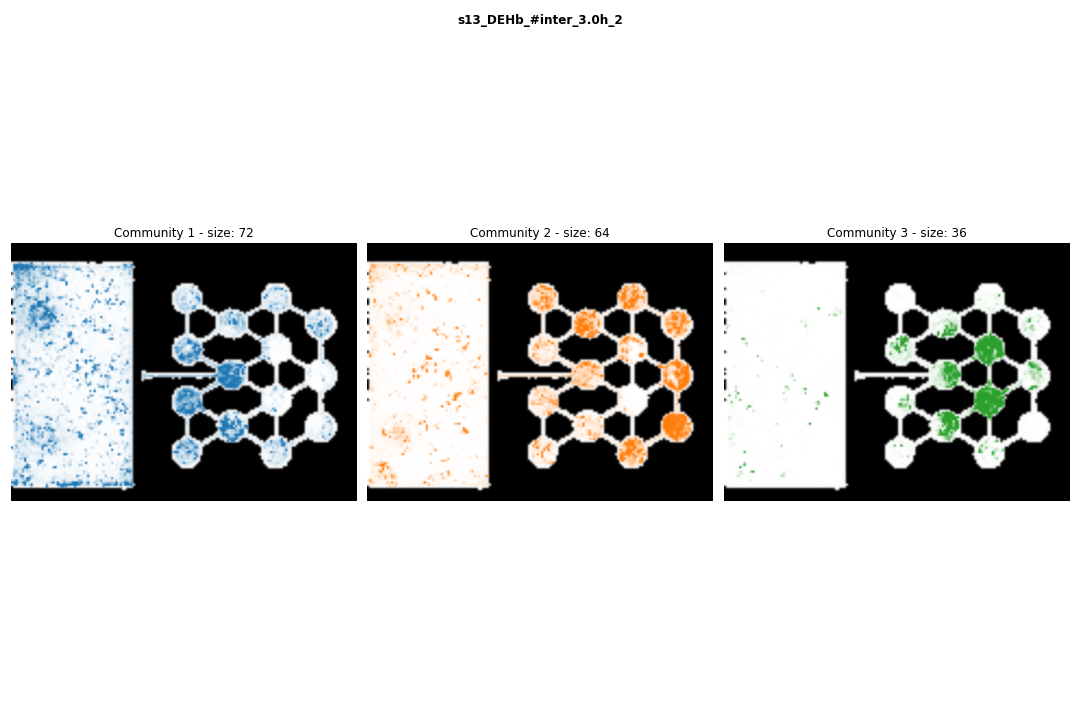 s13_DEHb_#inter_3.0h_2
Community 1 - size: 72
Community 2 - size: 64
Community 3 - size: 36